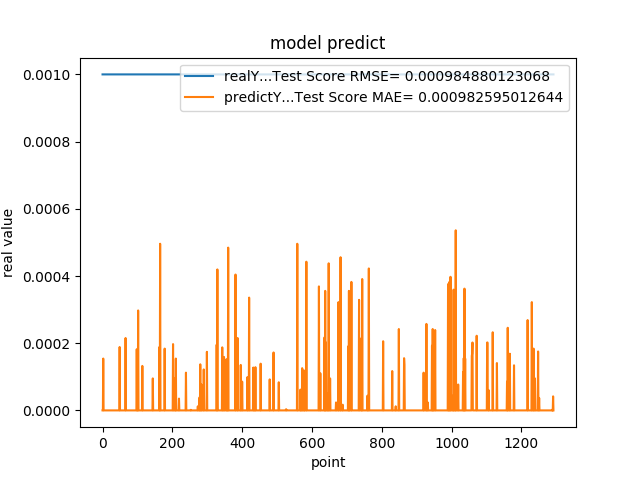 model predict
realY...Test Score RMSE= 0.000984880123068
predictY...Test Score MAE= 0.000982595012644
0.0010
0.0008
0.0006
0.0004
0.0002
0.0000
real value
0 200 400 600 800 1000 1200
point